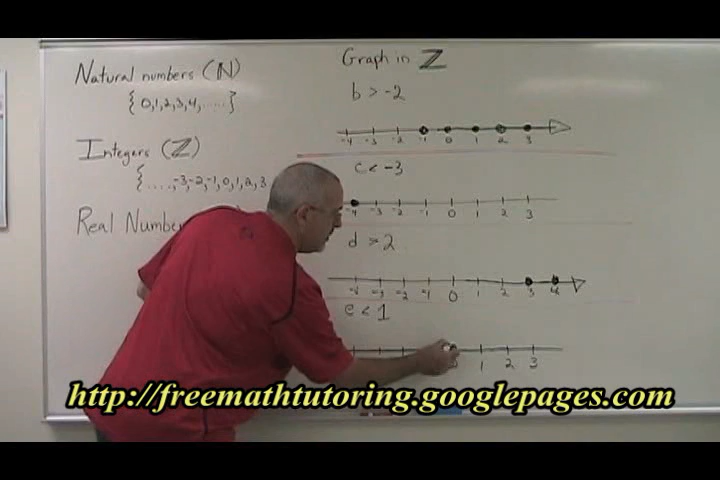 Natural numbers (ℕ)
{0,1,2,3,4,.....}
Integers (ℤ)
{....,-3,-2,-1,0,1,2,3
Real Number
Graph in ℤ
b > -2
-4 -3 -2 -1 0 1 2 3
c < -3
-4 -3 -2 -1 0 1 2 3
d > 2
-4 -3 -2 -1 0 1 2 3 4
e < 1
1 2 3
http://freemathtutoring.googlepages.com